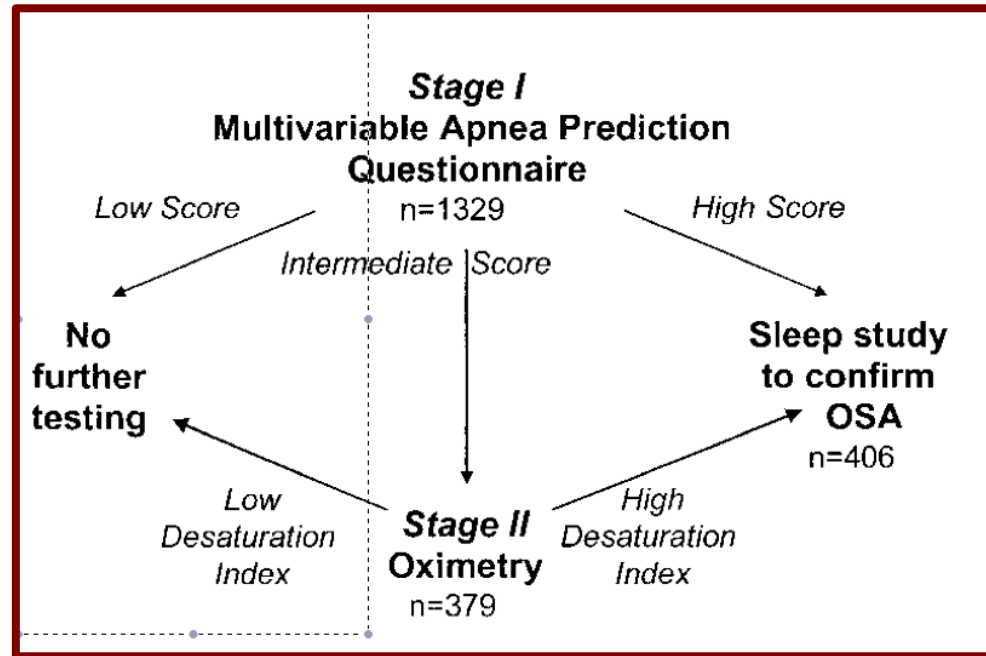 Stage I
Multivariable Apnea Prediction
Questionnaire
n=1329
Low Score
High Score
Intermediate Score
No
further
testing
Sleep study
to confirm
OSA
n=406
Low
Desaturation
Index
Stage II
Oximetry
n=379
High
Desaturation
Index